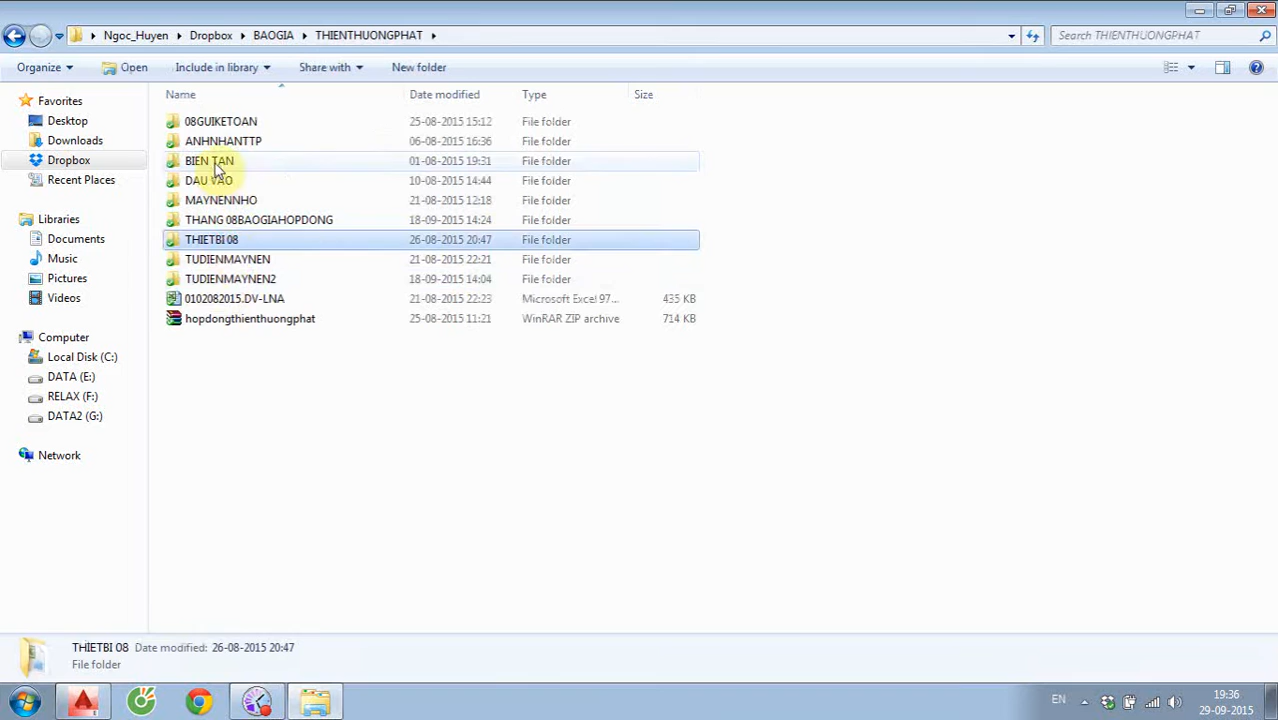 Ngoc_Huyen Dropbox BAOGIA THIENTHUONGPHAT Search THIENTHUONGPHAT
Organize Open Include in library Share with New folder
Name Date modified Type Size
Favorites
Desktop
Downloads
Dropbox
Recent Places
Libraries
Documents
Music
Pictures
Videos
Computer
Local Disk (C:)
DATA (E:)
RELAX (F:)
DATA2 (G:)
Network
08GUIKETOAN 25-08-2015 15:12 File folder
ANHNHANTTP 06-08-2015 16:36 File folder
BIEN TAN 01-08-2015 19:31 File folder
DAU VAO 10-08-2015 14:44 File folder
MAYNENNHO 21-08-2015 12:18 File folder
THANG 08BAOGIAHOPDONG 18-09-2015 14:24 File folder
THIETBI 08 26-08-2015 20:47 File folder
TUDIENMAYNEN 21-08-2015 22:21 File folder
TUDIENMAYNEN2 18-09-2015 14:04 File folder
0102082015.DV-LNA 21-08-2015 22:23 Microsoft Excel 97... 435 KB
hopdongthienthuongphat 25-08-2015 11:21 WinRAR ZIP archive 714 KB
THIETBI 08 Date modified: 26-08-2015 20:47
File folder
EN
19:36
29-09-2015